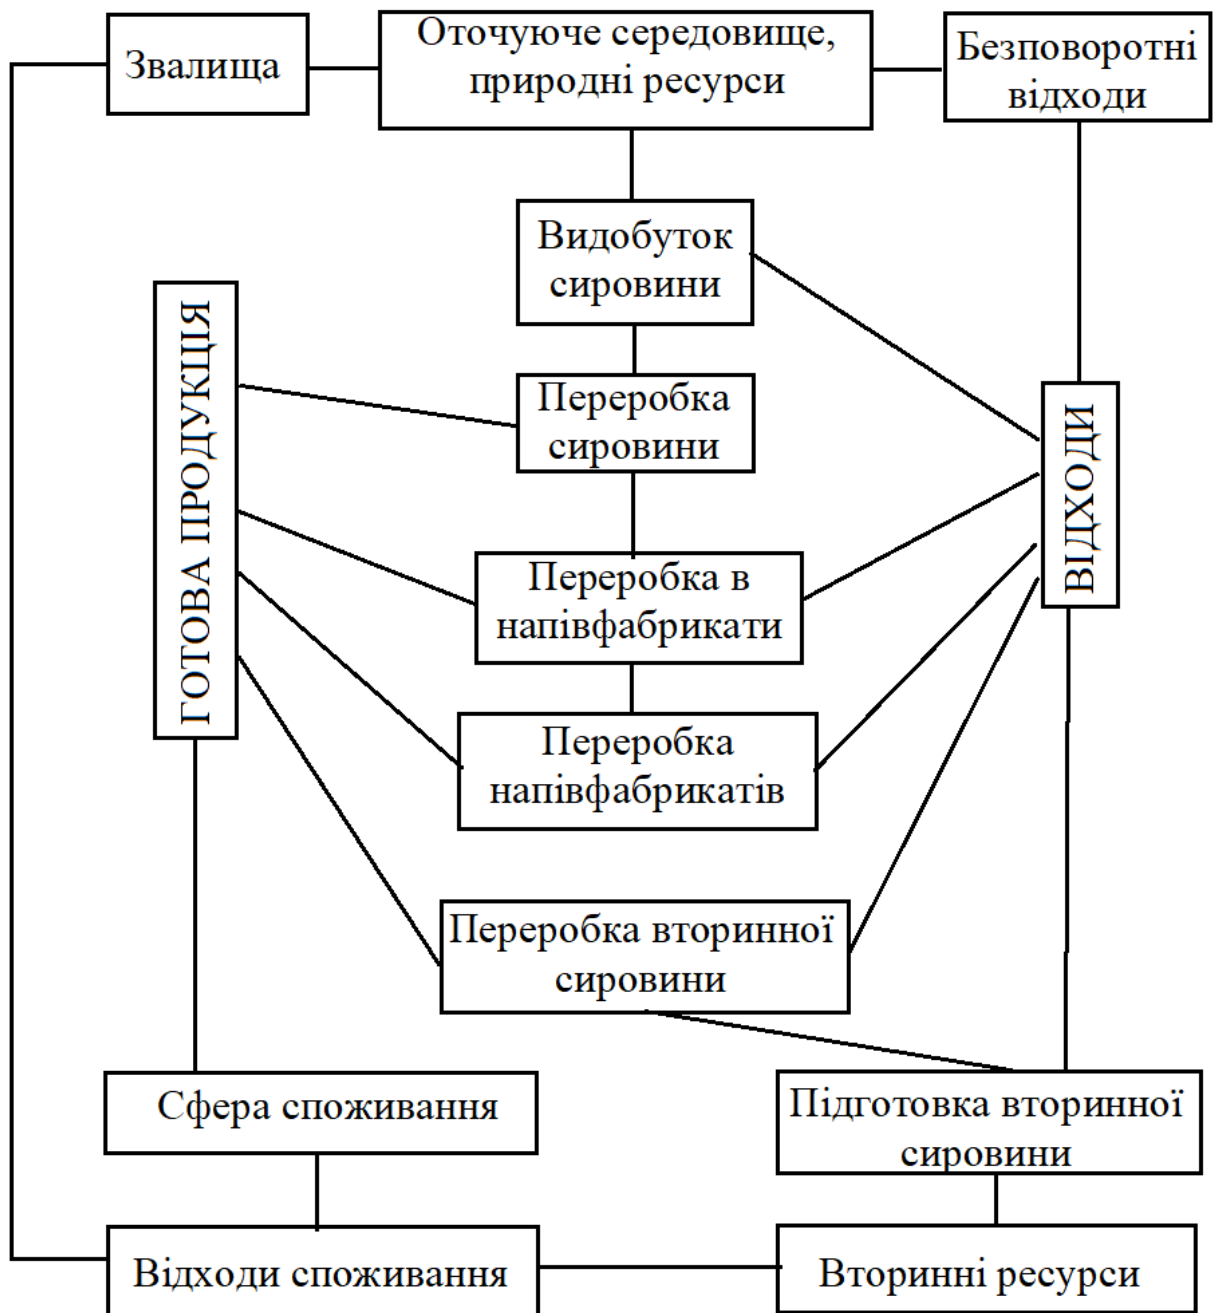 Звалища
Оточуюче середовище,
природні ресурси
Безповоротні
відходи
Видобуток
сировини
ГОТОВА ПРОДУКЦІЯ
Переробка
сировини
ВІДХОДИ
Переробка в
напівфабрикати
Переробка
напівфабрикатів
Переробка вторинної
сировини
Сфера споживання
Підготовка вторинної
сировини
Відходи споживання
Вторинні ресурси